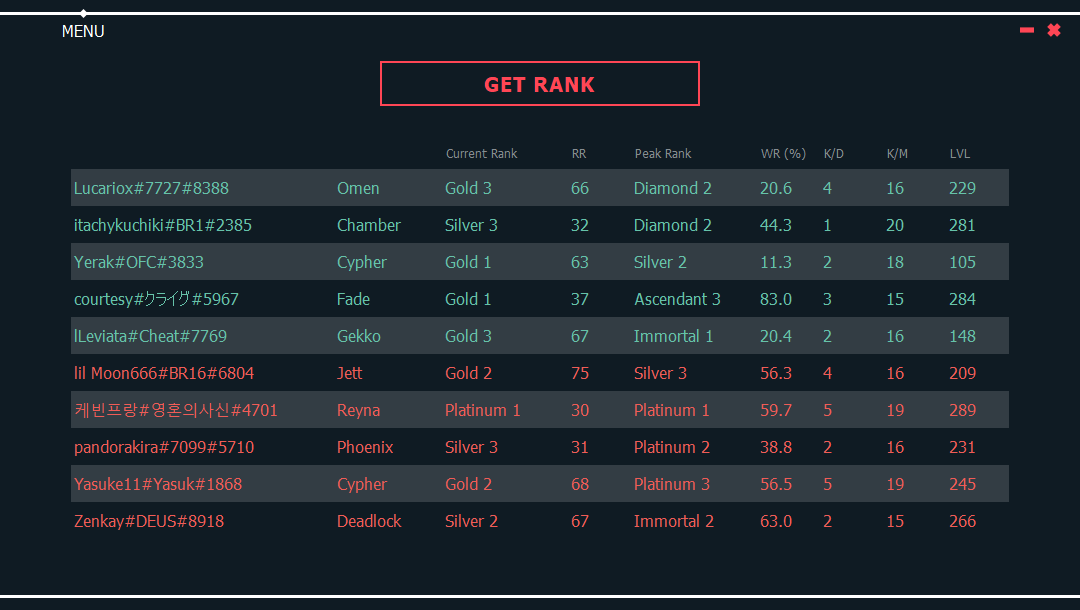 MENU
GET RANK
Current Rank RR Peak Rank WR (%) K/D K/M LVL
Lucariox#7727#8388 Omen Gold 3 66 Diamond 2 20.6 4 16 229
itachykuchiki#BR1#2385 Chamber Silver 3 32 Diamond 2 44.3 1 20 281
Yerak#OFC#3833 Cypher Gold 1 63 Silver 2 11.3 2 18 105
courtesy#クライグ#5967 Fade Gold 1 37 Ascendant 3 83.0 3 15 284
lLeviata#Cheat#7769 Gekko Gold 3 67 Immortal 1 20.4 2 16 148
lil Moon666#BR16#6804 Jett Gold 2 75 Silver 3 56.3 4 16 209
케빈프랑#영혼의사신#4701 Reyna Platinum 1 30 Platinum 1 59.7 5 19 289
pandorakira#7099#5710 Phoenix Silver 3 31 Platinum 2 38.8 2 16 231
Yasuke11#Yasuk#1868 Cypher Gold 2 68 Platinum 3 56.5 5 19 245
Zenkay#DEUS#8918 Deadlock Silver 2 67 Immortal 2 63.0 2 15 266